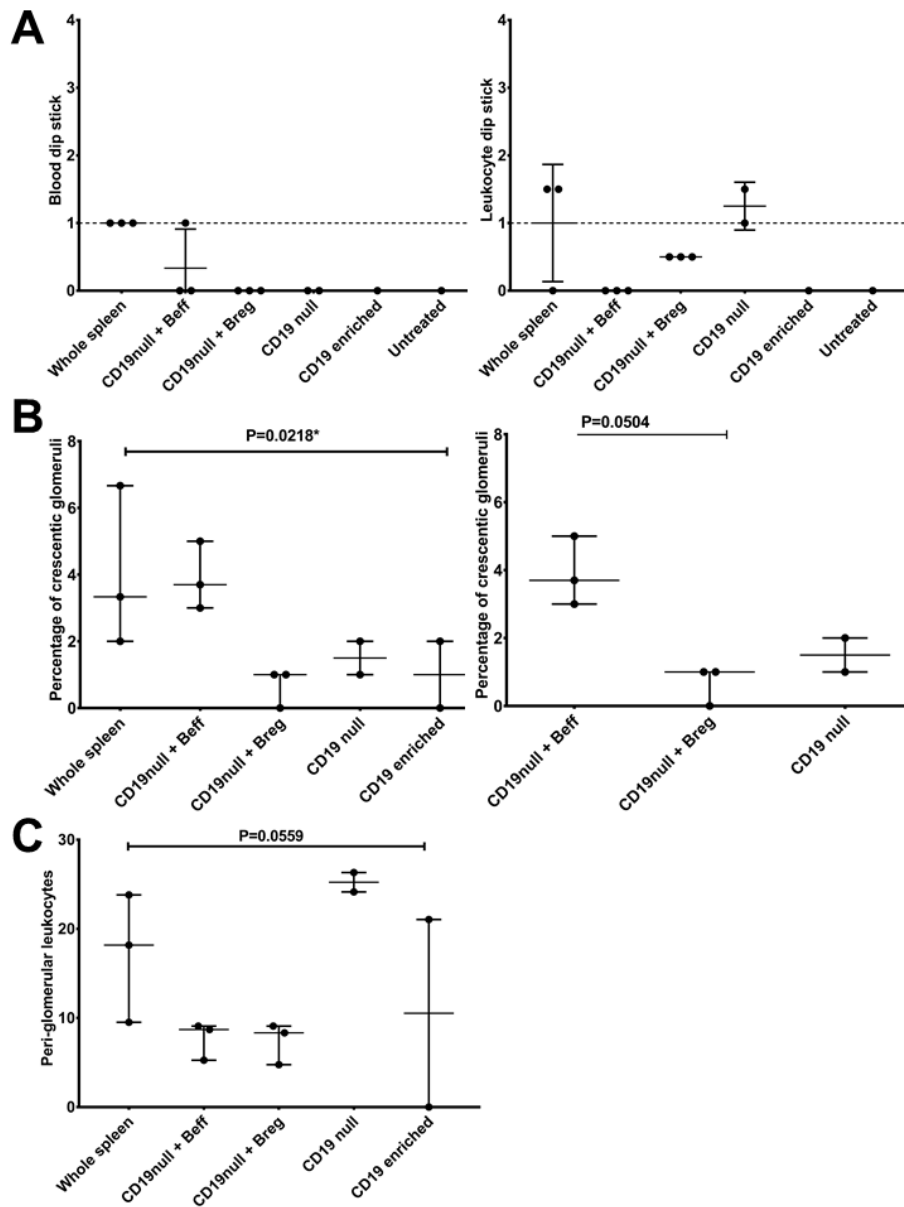 A
Blood dip stick
4
3
2
1
0
Whole spleen
CD19null + Beff
CD19null + Breg
CD19 null
CD19 enriched
Untreated
Leukocyte dip stick
4
3
2
1
0
Whole spleen
CD19null + Beff
CD19null + Breg
CD19 null
CD19 enriched
Untreated
B
Percentage of crescentic glomeruli
8
6
4
2
0
P=0.0218*
Whole spleen
CD19null + Beff
CD19null + Breg
CD19 null
CD19 enriched
Percentage of crescentic glomeruli
8
6
4
2
0
P=0.0504
CD19null + Beff
CD19null + Breg
CD19 null
C
Peri-glomerular leukocytes
30
20
10
0
P=0.0559
Whole spleen
CD19null + Beff
CD19null + Breg
CD19 null
CD19 enriched